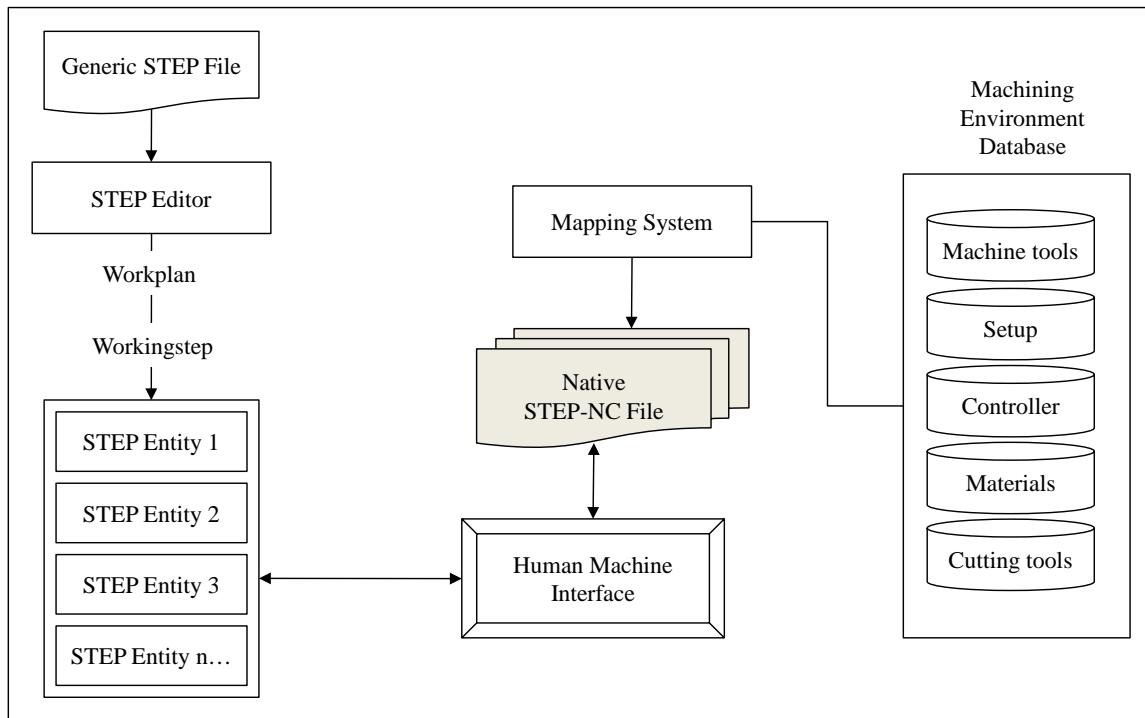 Generic STEP File
STEP Editor
Workplan
Workingstep
STEP Entity 1
STEP Entity 2
STEP Entity 3
STEP Entity n…
Mapping System
Native
STEP-NC File
Human Machine
Interface
Machining
Environment
Database
Machine tools
Setup
Controller
Materials
Cutting tools